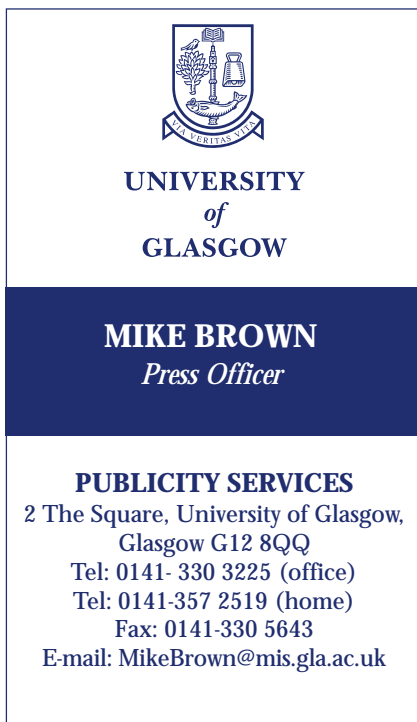 VIA VERITAS VITA
UNIVERSITY
of
GLASGOW
MIKE BROWN
Press Officer
PUBLICITY SERVICES
2 The Square, University of Glasgow,
Glasgow G12 8QQ
Tel: 0141- 330 3225 (office)
Tel: 0141-357 2519 (home)
Fax: 0141-330 5643
E-mail: MikeBrown@mis.gla.ac.uk